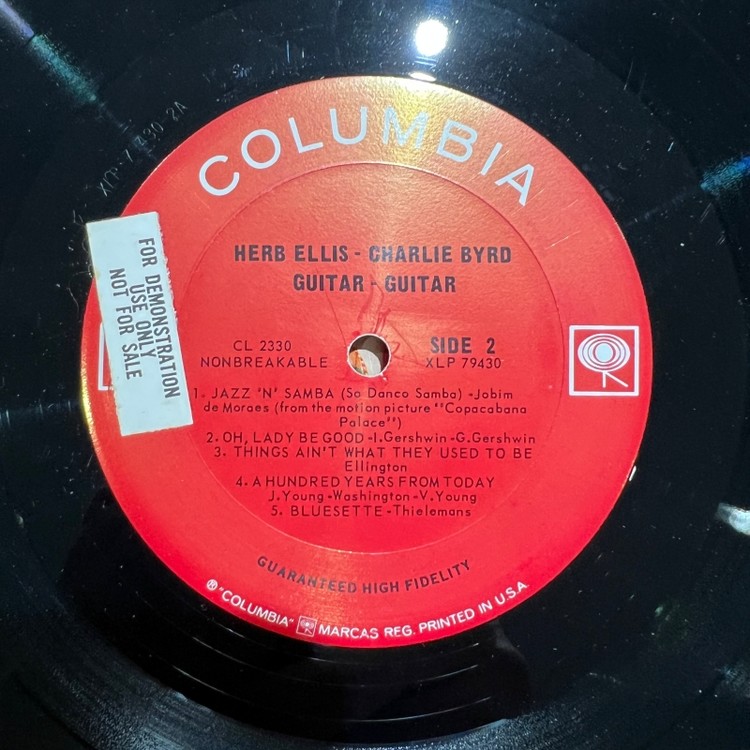 COLUMBIA
HERB ELLIS - CHARLIE BYRD
GUITAR - GUITAR
CL 2330
NONBREAKABLE
SIDE 2
XLP 79430
1. JAZZ "N" SAMBA (So Danco Samba) -Jobim
de Moraes (from the motion picture "Copacabana
Palace")
2. OH, LADY BE GOOD -I.Gershwin -G.Gershwin
3. THINGS AIN'T WHAT THEY USED TO BE
Ellington
4. A HUNDRED YEARS FROM TODAY
J.Young -Washington -V.Young
5. BLUESETTE -Thielemans
GUARANTEED HIGH FIDELITY
® "COLUMBIA" MARCAS REG. PRINTED IN U.S.A.
FOR DEMONSTRATION
USE ONLY
NOT FOR SALE